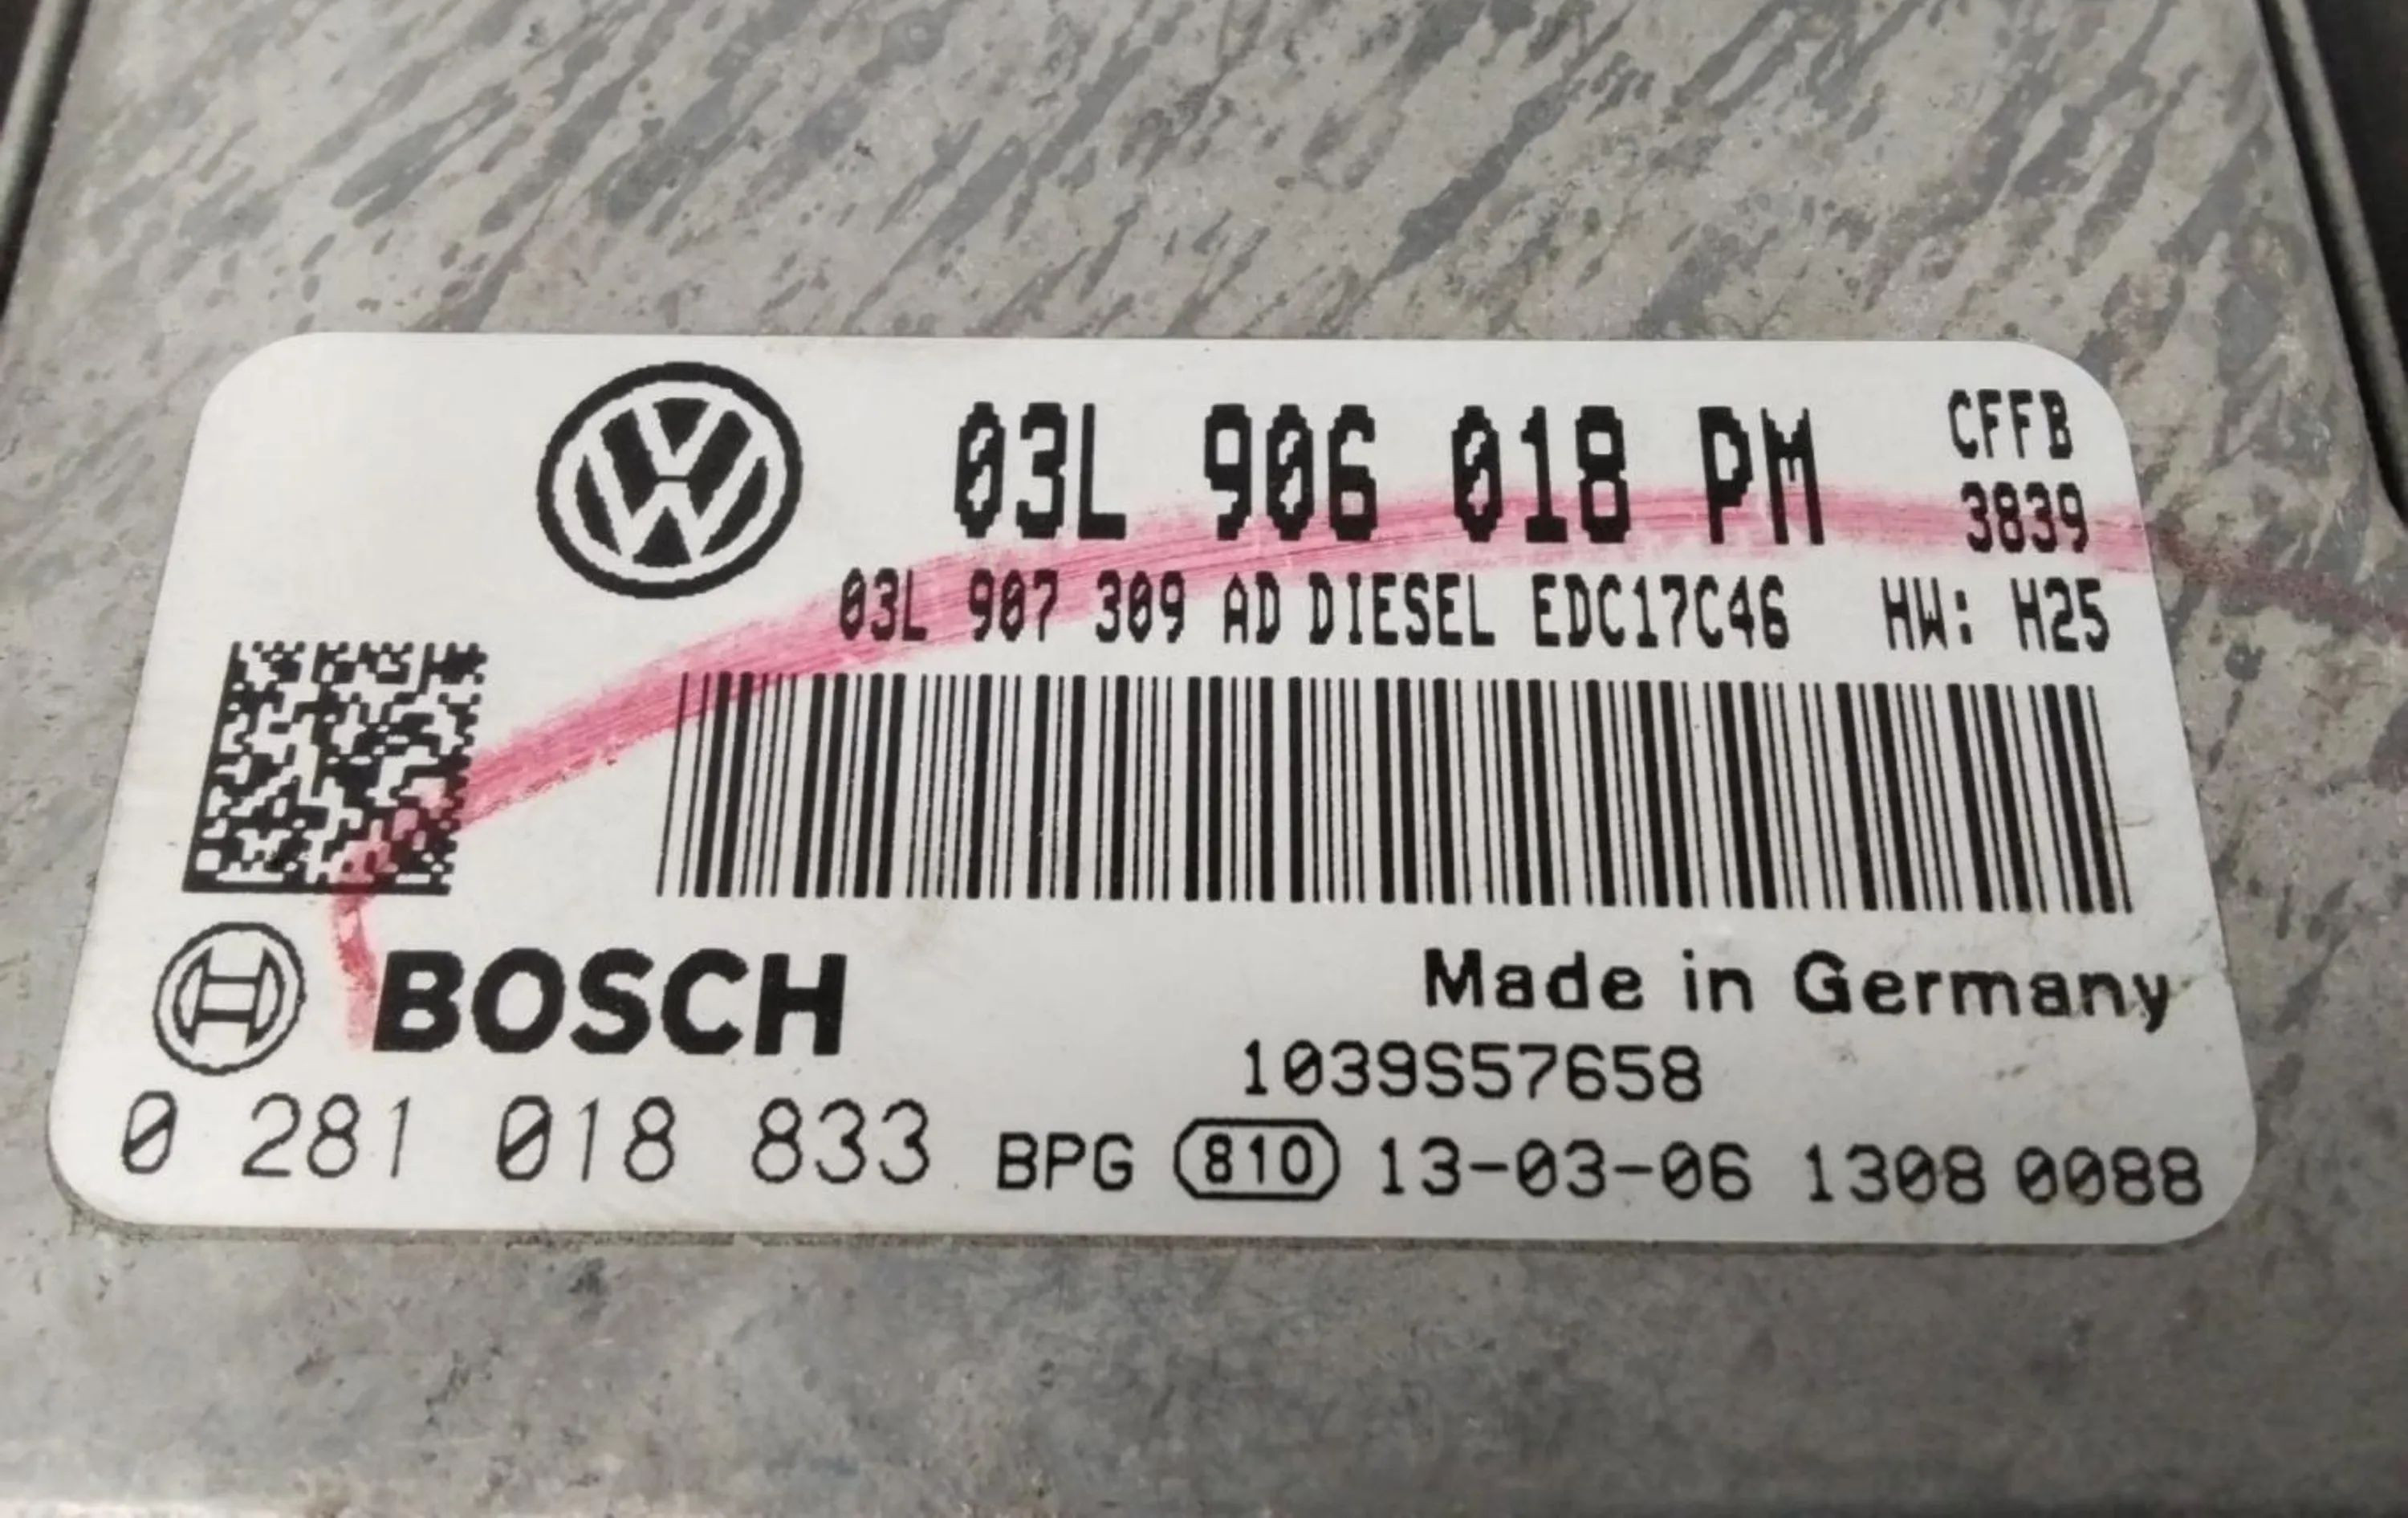 03L 906 018 PM CFFB
3839
03L 907 309 AD DIESEL EDC17C46 HW: H25
BOSCH
Made in Germany
1039S57658
0 281 018 833 BPG 810 13-03-06 1308 0088